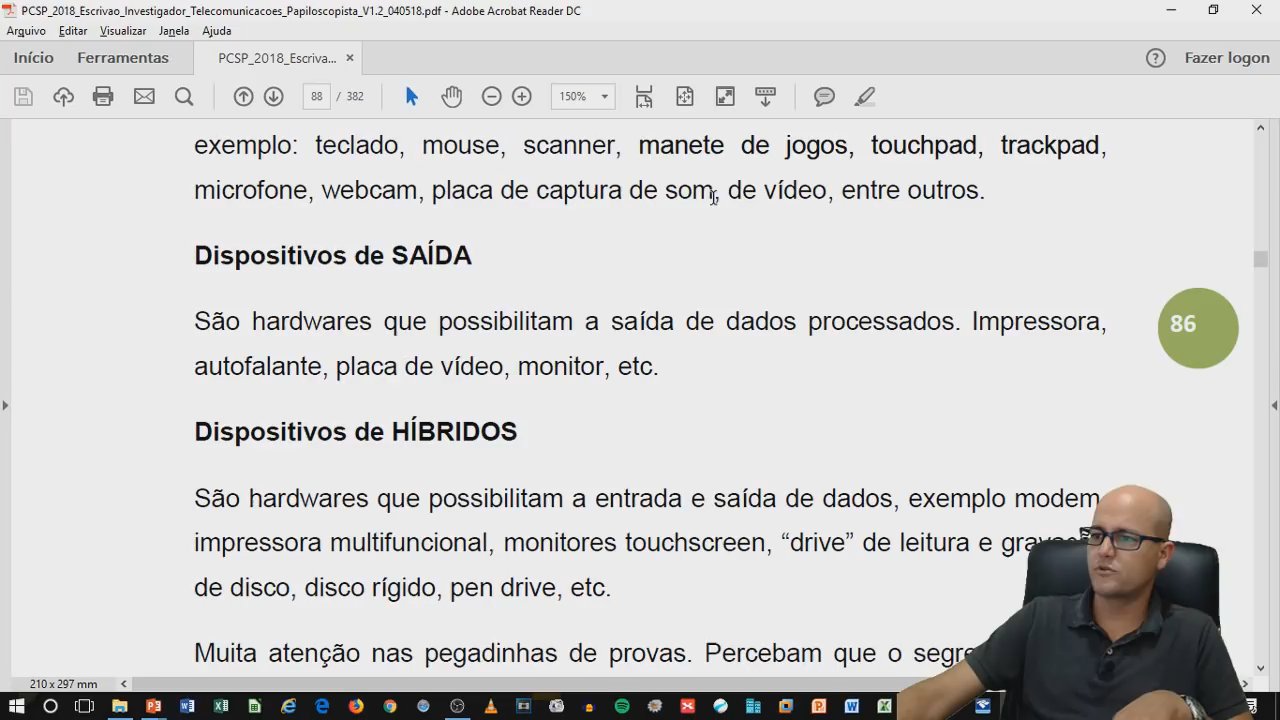 PCSP_2018_Escrivao_Investigador_Telecomunicacoes_Papiloscopista_V1.2_040518.pdf - Adobe Acrobat Reader DC
Arquivo Editar Visualizar Janela Ajuda
Início Ferramentas PCSP_2018_Escriva... × Fazer logon
88 / 382 150%
exemplo: teclado, mouse, scanner, manete de jogos, touchpad, trackpad,
microfone, webcam, placa de captura de som, de vídeo, entre outros.
Dispositivos de SAÍDA
São hardwares que possibilitam a saída de dados processados. Impressora,
autofalante, placa de vídeo, monitor, etc.
86
Dispositivos de HÍBRIDOS
São hardwares que possibilitam a entrada e saída de dados, exemplo modem
impressora multifuncional, monitores touchscreen, “drive” de leitura e
de disco, disco rígido, pen drive, etc.
Muita atenção nas pegadinhas de provas. Percebam que o
210 x 297 mm